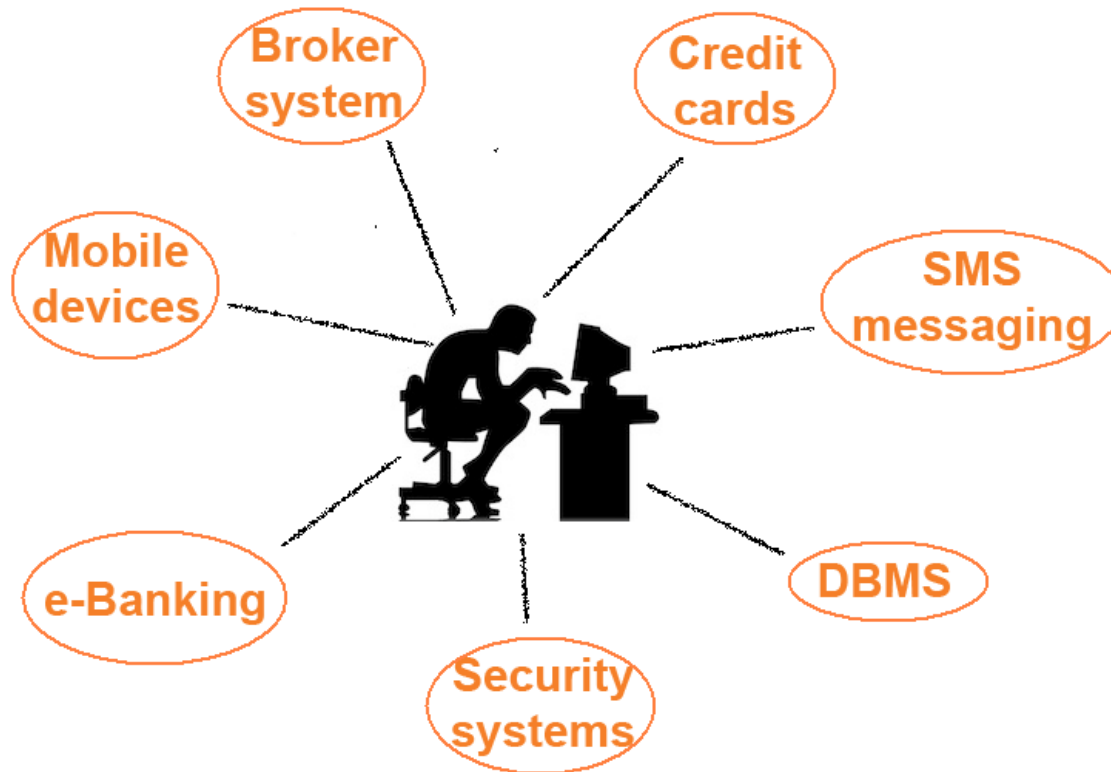 Broker
system
Credit
cards
Mobile
devices
SMS
messaging
e-Banking
DBMS
Security
systems